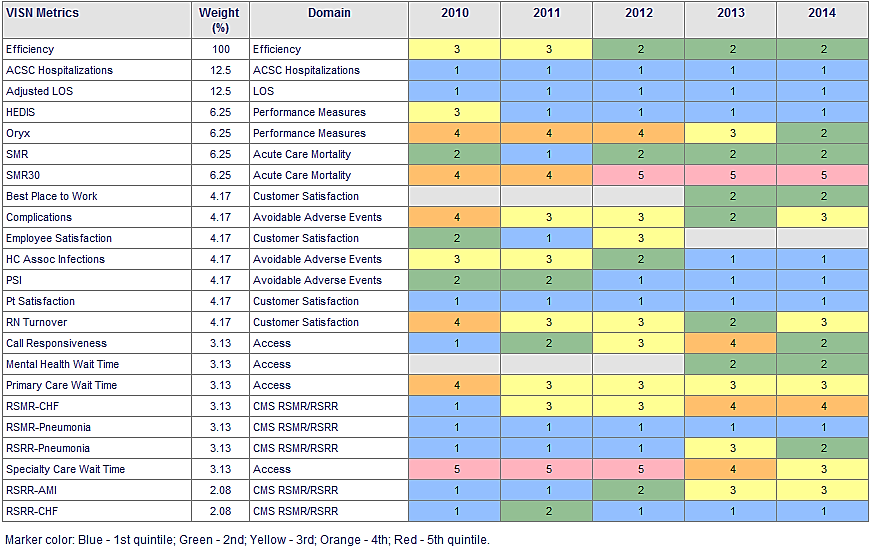 VISN Metrics Weight (%) Domain 2010 2011 2012 2013 2014
Efficiency 100 Efficiency 3 3 2 2 2
ACSC Hospitalizations 12.5 ACSC Hospitalizations 1 1 1 1 1
Adjusted LOS 12.5 LOS 1 1 1 1 1
HEDIS 6.25 Performance Measures 3 1 1 1 1
Oryx 6.25 Performance Measures 4 4 4 3 2
SMR 6.25 Acute Care Mortality 2 1 2 2 2
SMR30 6.25 Acute Care Mortality 4 4 5 5 5
Best Place to Work 4.17 Customer Satisfaction 2 2
Complications 4.17 Avoidable Adverse Events 4 3 3 2 3
Employee Satisfaction 4.17 Customer Satisfaction 2 1 3
HC Assoc Infections 4.17 Avoidable Adverse Events 3 3 2 1 1
PSI 4.17 Avoidable Adverse Events 2 2 1 1 1
Pt Satisfaction 4.17 Customer Satisfaction 1 1 1 1 1
RN Turnover 4.17 Customer Satisfaction 4 3 3 2 3
Call Responsiveness 3.13 Access 1 2 3 4 2
Mental Health Wait Time 3.13 Access 2 2
Primary Care Wait Time 3.13 Access 4 3 3 3 3
RSMR-CHF 3.13 CMS RSMR/RSRR 1 3 3 4 4
RSMR-Pneumonia 3.13 CMS RSMR/RSRR 1 1 1 1 1
RSRR-Pneumonia 3.13 CMS RSMR/RSRR 1 1 1 3 2
Specialty Care Wait Time 3.13 Access 5 5 5 4 3
RSRR-AMI 2.08 CMS RSMR/RSRR 1 1 2 3 3
RSRR-CHF 2.08 CMS RSMR/RSRR 1 2 1 1 1
Marker color: Blue - 1st quintile; Green - 2nd; Yellow - 3rd; Orange - 4th; Red - 5th quintile.